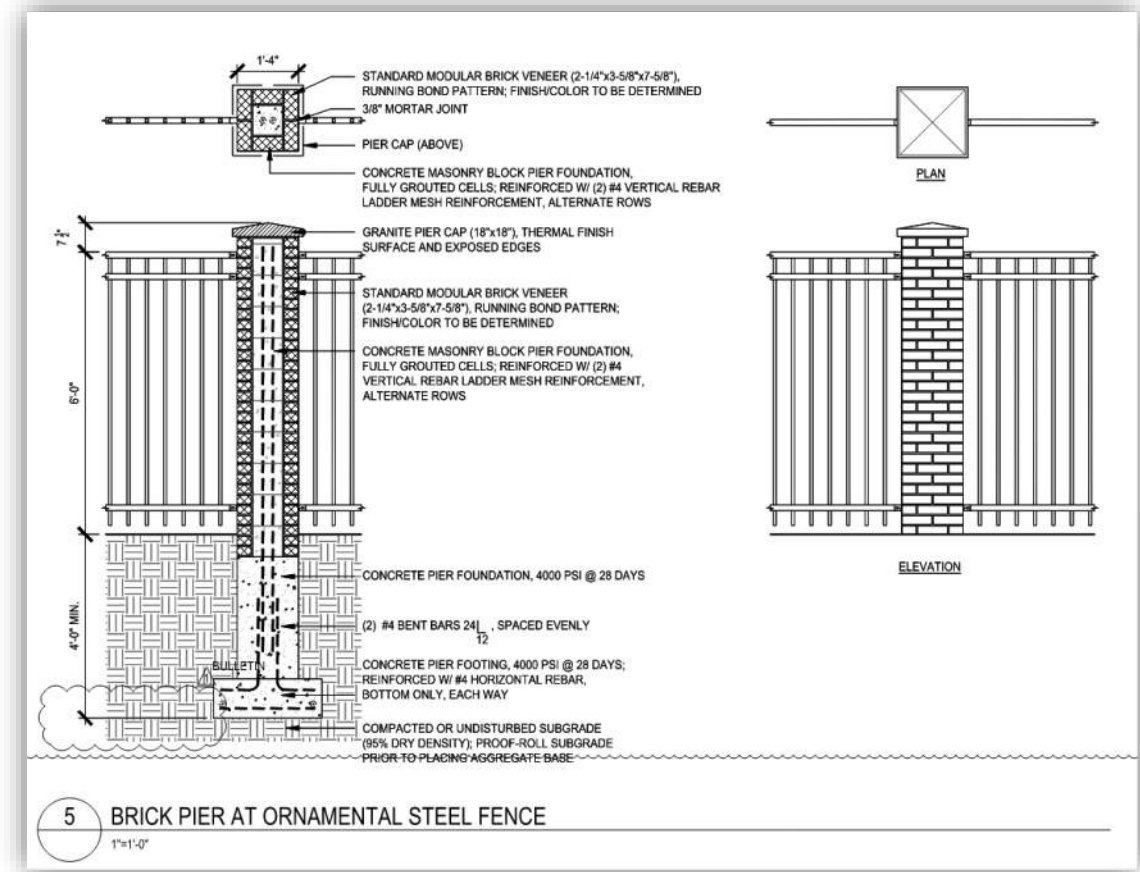 1'-4"
STANDARD MODULAR BRICK VENEER (2-1/4"x3-5/8"x7-5/8"),
RUNNING BOND PATTERN; FINISH/COLOR TO BE DETERMINED
3/8" MORTAR JOINT
PIER CAP (ABOVE)
CONCRETE MASONRY BLOCK PIER FOUNDATION,
FULLY GROUTED CELLS; REINFORCED W/ (2) #4 VERTICAL REBAR
LADDER MESH REINFORCEMENT, ALTERNATE ROWS
PLAN
GRANITE PIER CAP (18"x18"), THERMAL FINISH
SURFACE AND EXPOSED EDGES
STANDARD MODULAR BRICK VENEER
(2-1/4"x3-5/8"x7-5/8"), RUNNING BOND PATTERN;
FINISH/COLOR TO BE DETERMINED
CONCRETE MASONRY BLOCK PIER FOUNDATION,
FULLY GROUTED CELLS; REINFORCED W/ (2) #4
VERTICAL REBAR LADDER MESH REINFORCEMENT,
ALTERNATE ROWS
6'-0"
ELEVATION
CONCRETE PIER FOUNDATION, 4000 PSI @ 28 DAYS
(2) #4 BENT BARS 24
12
, SPACED EVENLY
4'-0" MIN.
BULLETIN
CONCRETE PIER FOOTING, 4000 PSI @ 28 DAYS;
REINFORCED W/ #4 HORIZONTAL REBAR,
BOTTOM ONLY, EACH WAY
COMPACTED OR UNDISTURBED SUBGRADE
(95% DRY DENSITY); PROOF-ROLL SUBGRADE
PRIOR TO PLACING AGGREGATE BASE
5
BRICK PIER AT ORNAMENTAL STEEL FENCE
1"=1'-0"